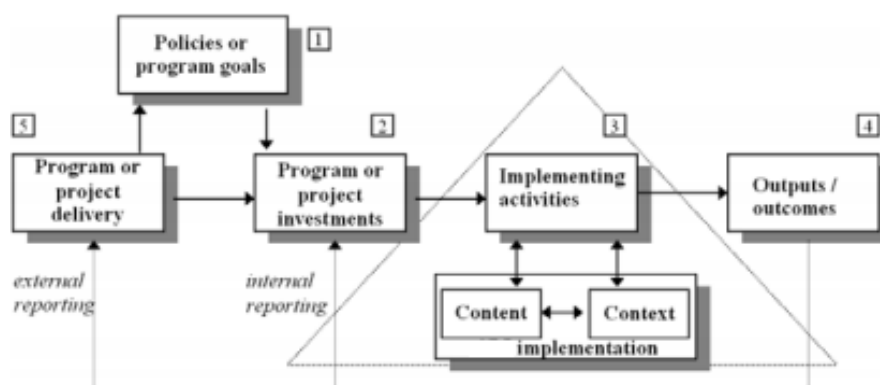 Policies or
program goals
1
5
2
3
4
Program or
project
delivery
Program or
project
investments
Implementing
activities
Outputs /
outcomes
external
reporting
internal
reporting
Content
Context
implementation